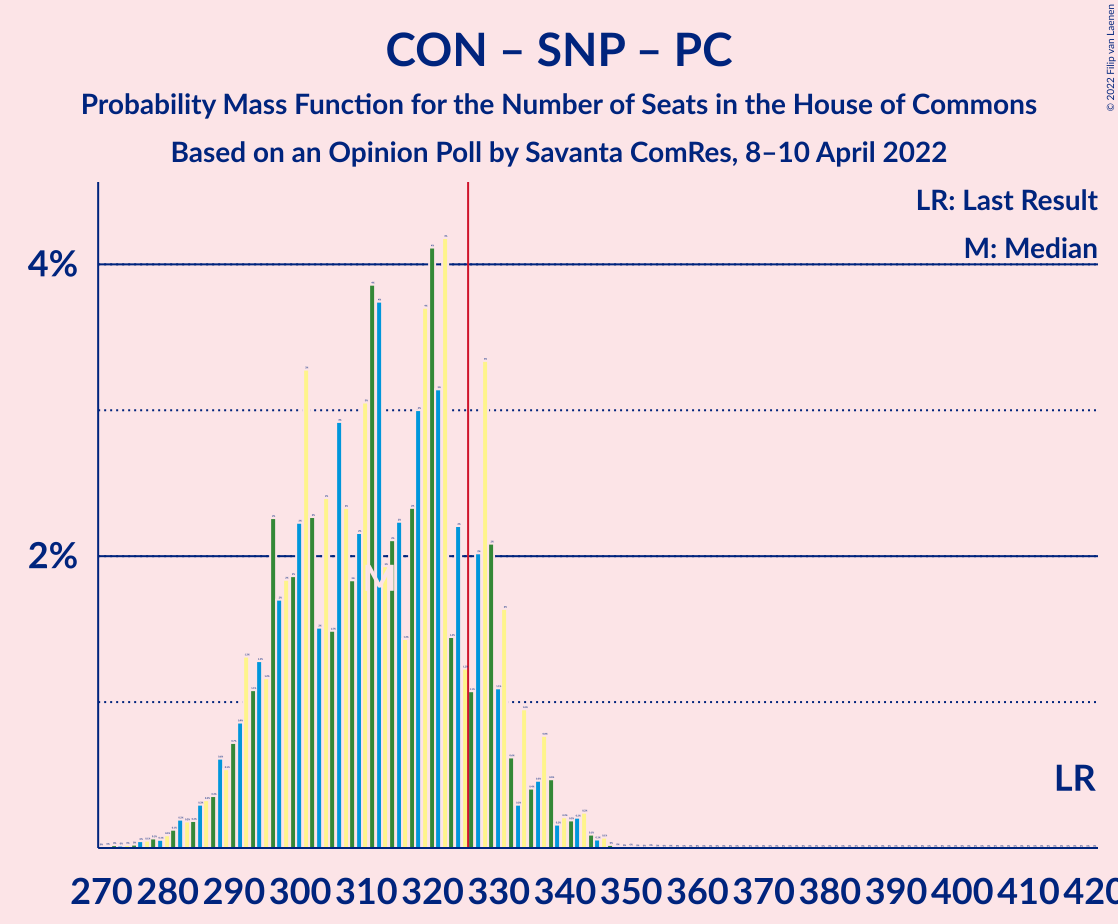 CON – SNP – PC
Probability Mass Function for the Number of Seats in the House of Commons
Based on an Opinion Poll by Savanta ComRes, 8–10 April 2022
© 2022 Filip van Laenen
LR: Last Result
M: Median
4%
2%
M
LR
270 280 290 300 310 320 330 340 350 360 370 380 390 400 410 420